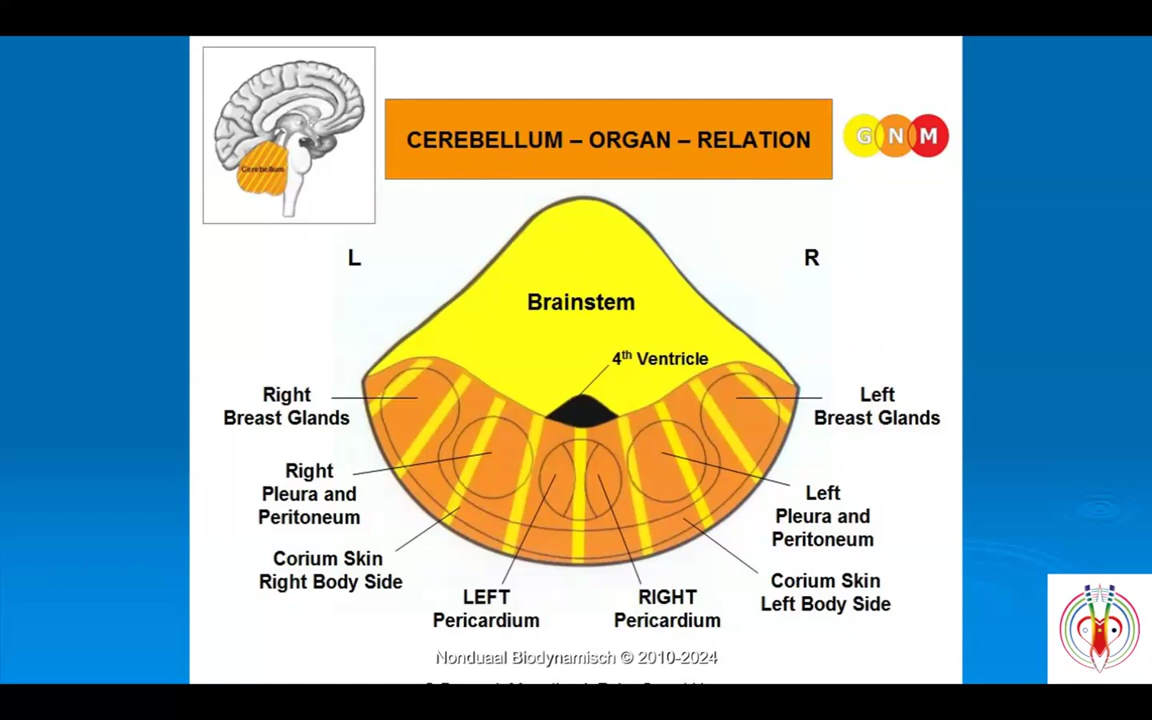 CEREBELLUM – ORGAN – RELATION
G N M
Cerebellum
L
R
Brainstem
4th Ventricle
Right
Breast Glands
Left
Breast Glands
Right
Pleura and
Peritoneum
Left
Pleura and
Peritoneum
Corium Skin
Right Body Side
Corium Skin
Left Body Side
LEFT
Pericardium
RIGHT
Pericardium
Nonduaal Biodynamisch © 2010-2024